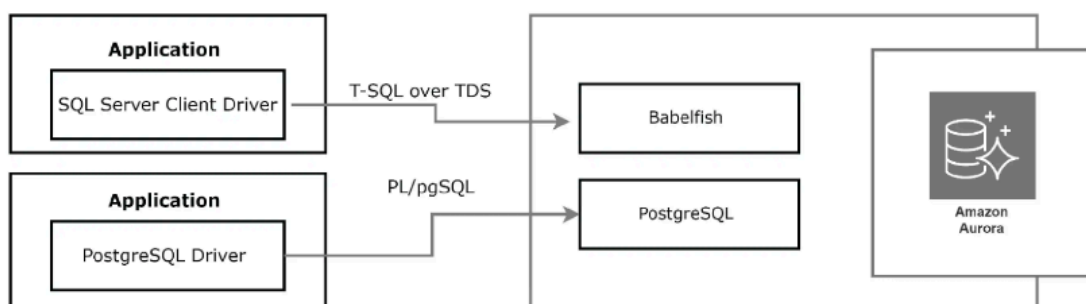 Application
SQL Server Client Driver
T-SQL over TDS
Babelfish
Application
PostgreSQL Driver
PL/pgSQL
PostgreSQL
Amazon
Aurora